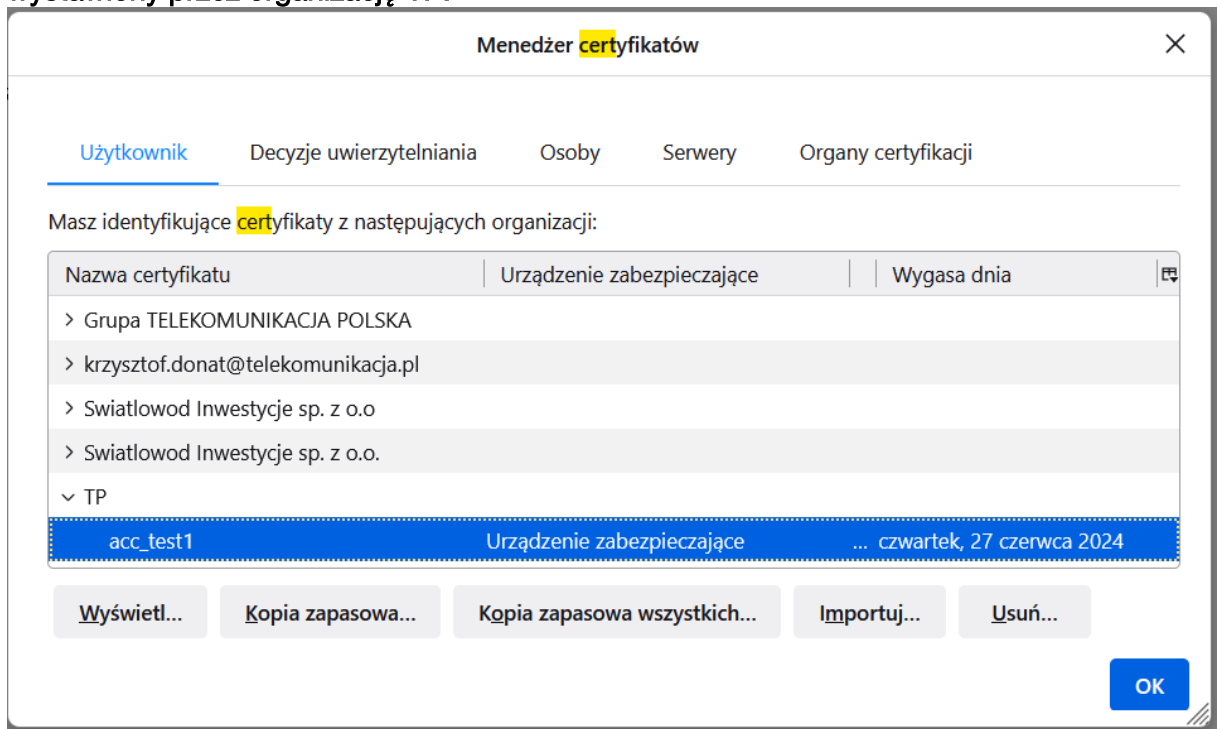 Menedżer certyfikatów
Użytkownik Decyzje uwierzytelniania Osoby Serwery Organy certyfikacji
Masz identyfikujące certyfikaty z następujących organizacji:
Nazwa certyfikatu Urządzenie zabezpieczające Wygasa dnia
Grupa TELEKOMUNIKACJA POLSKA
krzysztof.donat@telekomunikacja.pl
Swiatlowod Inwestycje sp. z o.o
Swiatlowod Inwestycje sp. z o.o.
TP
acc_test1 Urządzenie zabezpieczające ... czwartek, 27 czerwca 2024
Wyświetl... Kopia zapasowa... Kopia zapasowa wszystkich... Importuj... Usuń...
OK